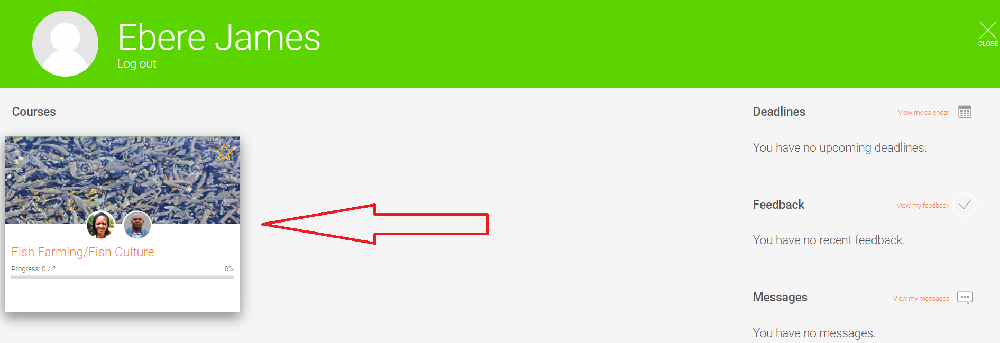 Ebere James
Log out
CLOSE
Courses
Fish Farming/Fish Culture
Progress: 0 / 2
0%
Deadlines
View my calendar
You have no upcoming deadlines.
Feedback
View my feedback
You have no recent feedback.
Messages
View my messages
You have no messages.